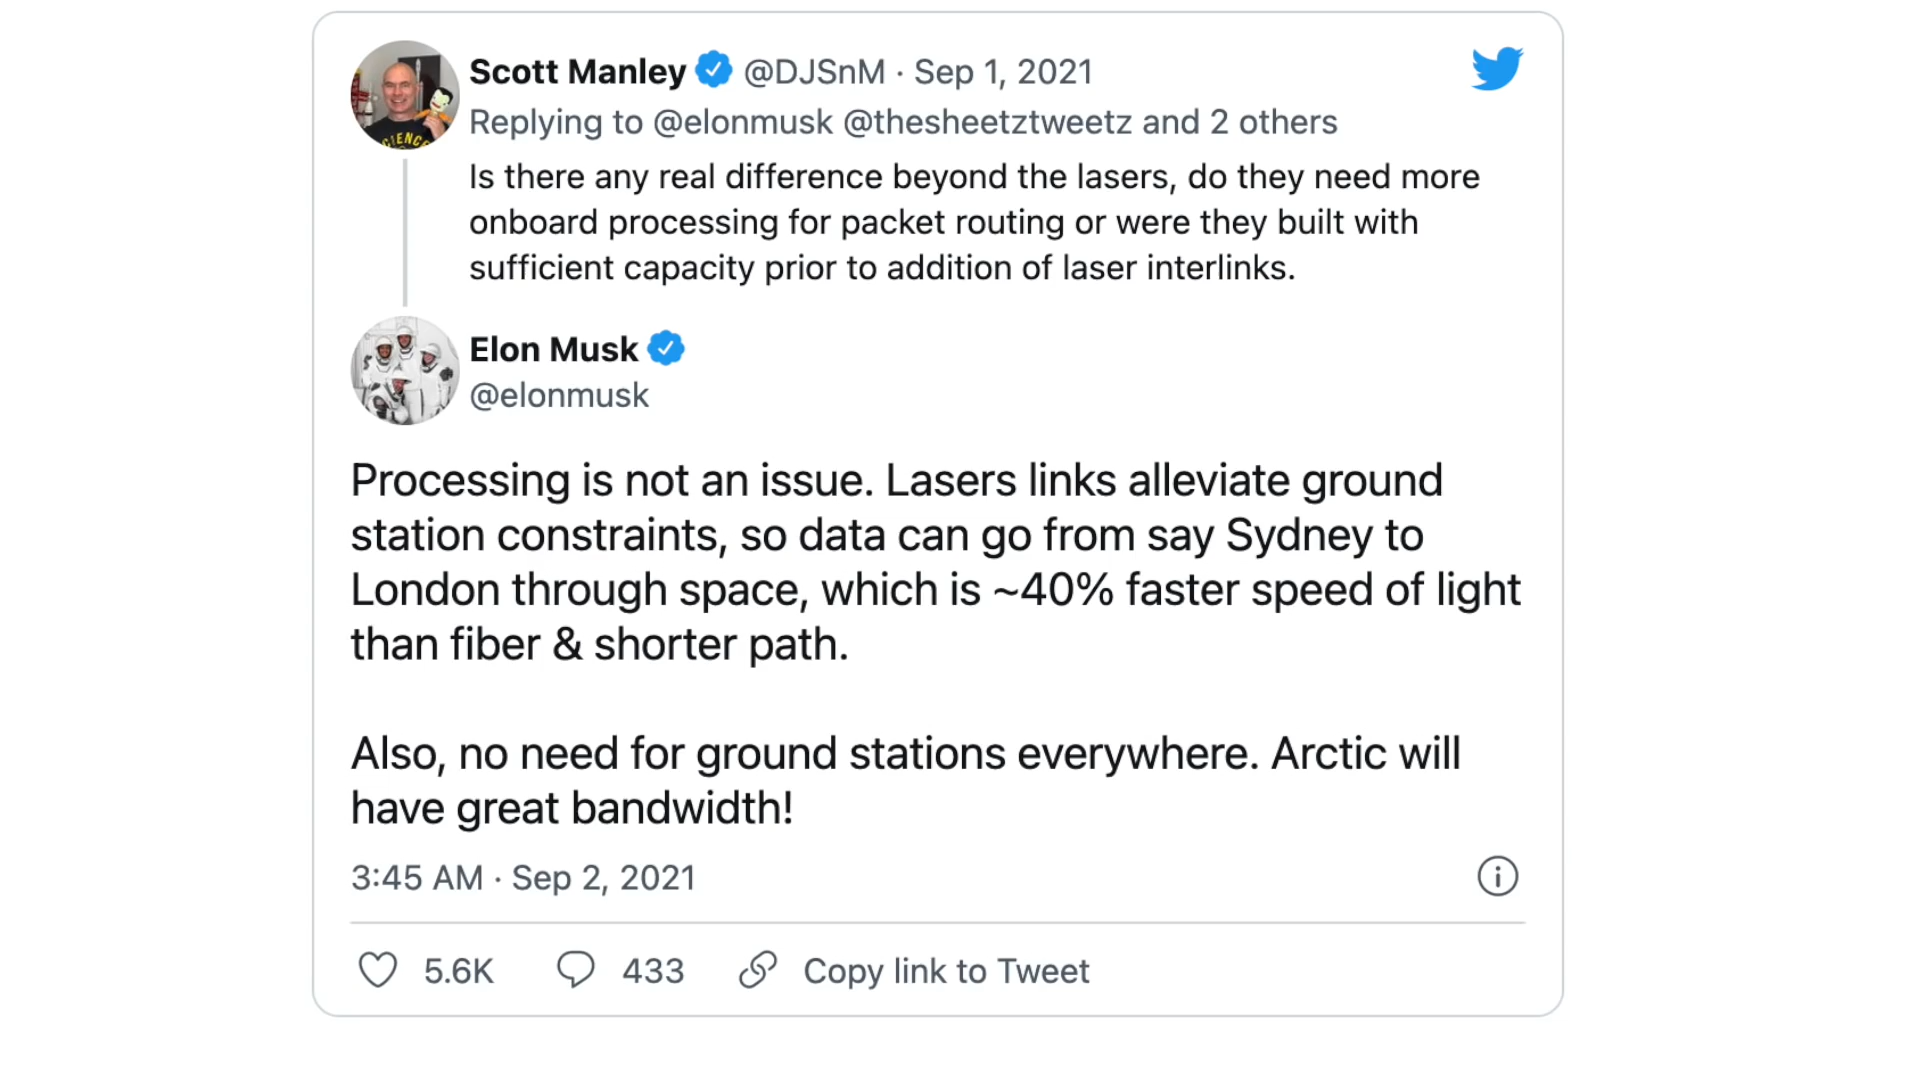 Scott Manley @DJSnM · Sep 1, 2021
Replying to @elonmusk @thesheetztweetz and 2 others
Is there any real difference beyond the lasers, do they need more
onboard processing for packet routing or were they built with
sufficient capacity prior to addition of laser interlinks.
Elon Musk
@elonmusk
Processing is not an issue. Lasers links alleviate ground
station constraints, so data can go from say Sydney to
London through space, which is ~40% faster speed of light
than fiber & shorter path.
Also, no need for ground stations everywhere. Arctic will
have great bandwidth!
3:45 AM · Sep 2, 2021
5.6K 433 Copy link to Tweet